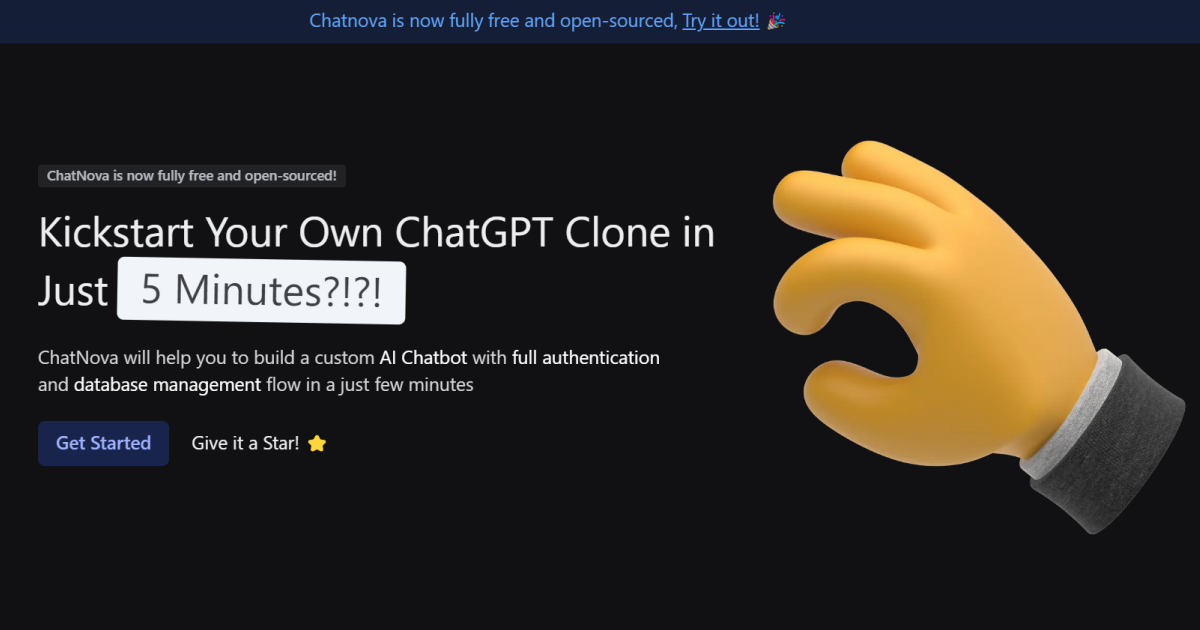 Chatnova is now fully free and open-sourced, Try it out! 🎉
ChatNova is now fully free and open-sourced!
Kickstart Your Own ChatGPT Clone in
Just 5 Minutes?!?!
ChatNova will help you to build a custom AI Chatbot with full authentication
and database management flow in a just few minutes
Get Started Give it a Star! ⭐